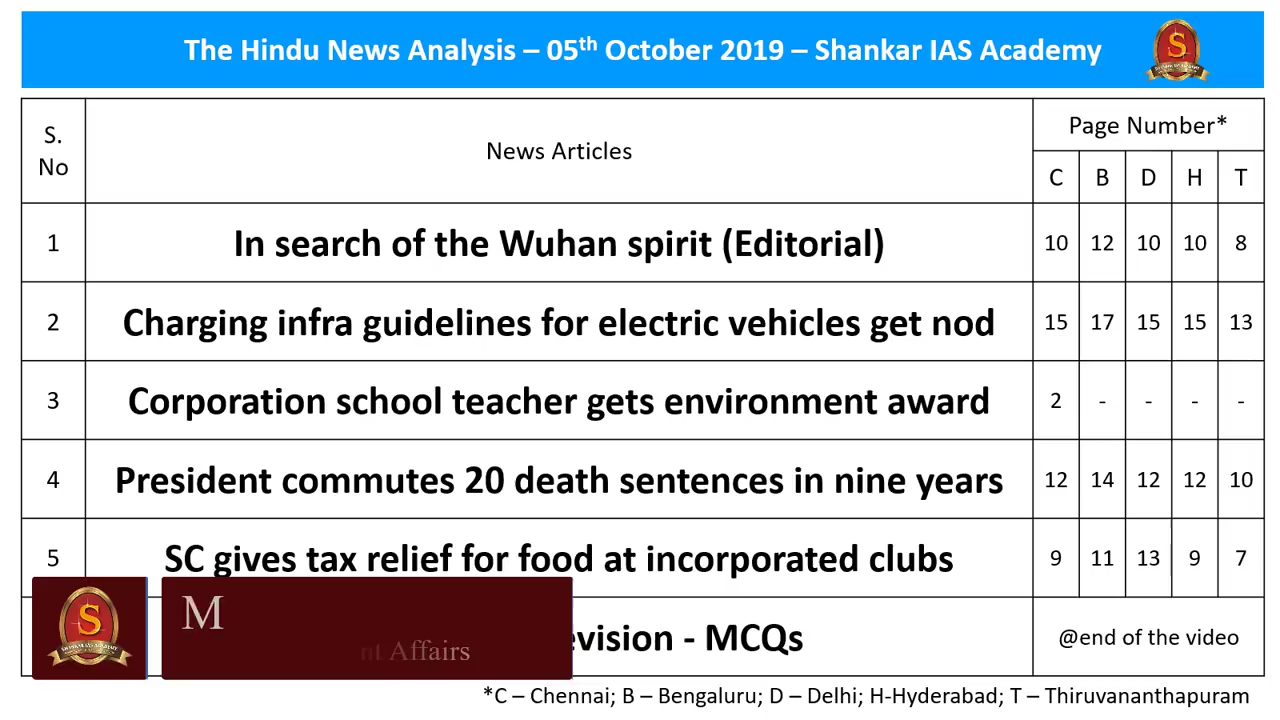 The Hindu News Analysis – 05th October 2019 – Shankar IAS Academy
S
S. No News Articles Page Number*
C B D H T
1 In search of the Wuhan spirit (Editorial) 10 12 10 10 8
2 Charging infra guidelines for electric vehicles get nod 15 17 15 15 13
3 Corporation school teacher gets environment award 2 - - - -
4 President commutes 20 death sentences in nine years 12 14 12 12 10
5 SC gives tax relief for food at incorporated clubs 9 11 13 9 7
S
M
Affairs
- MCQs @end of the video
*C – Chennai; B – Bengaluru; D – Delhi; H-Hyderabad; T – Thiruvananthapuram